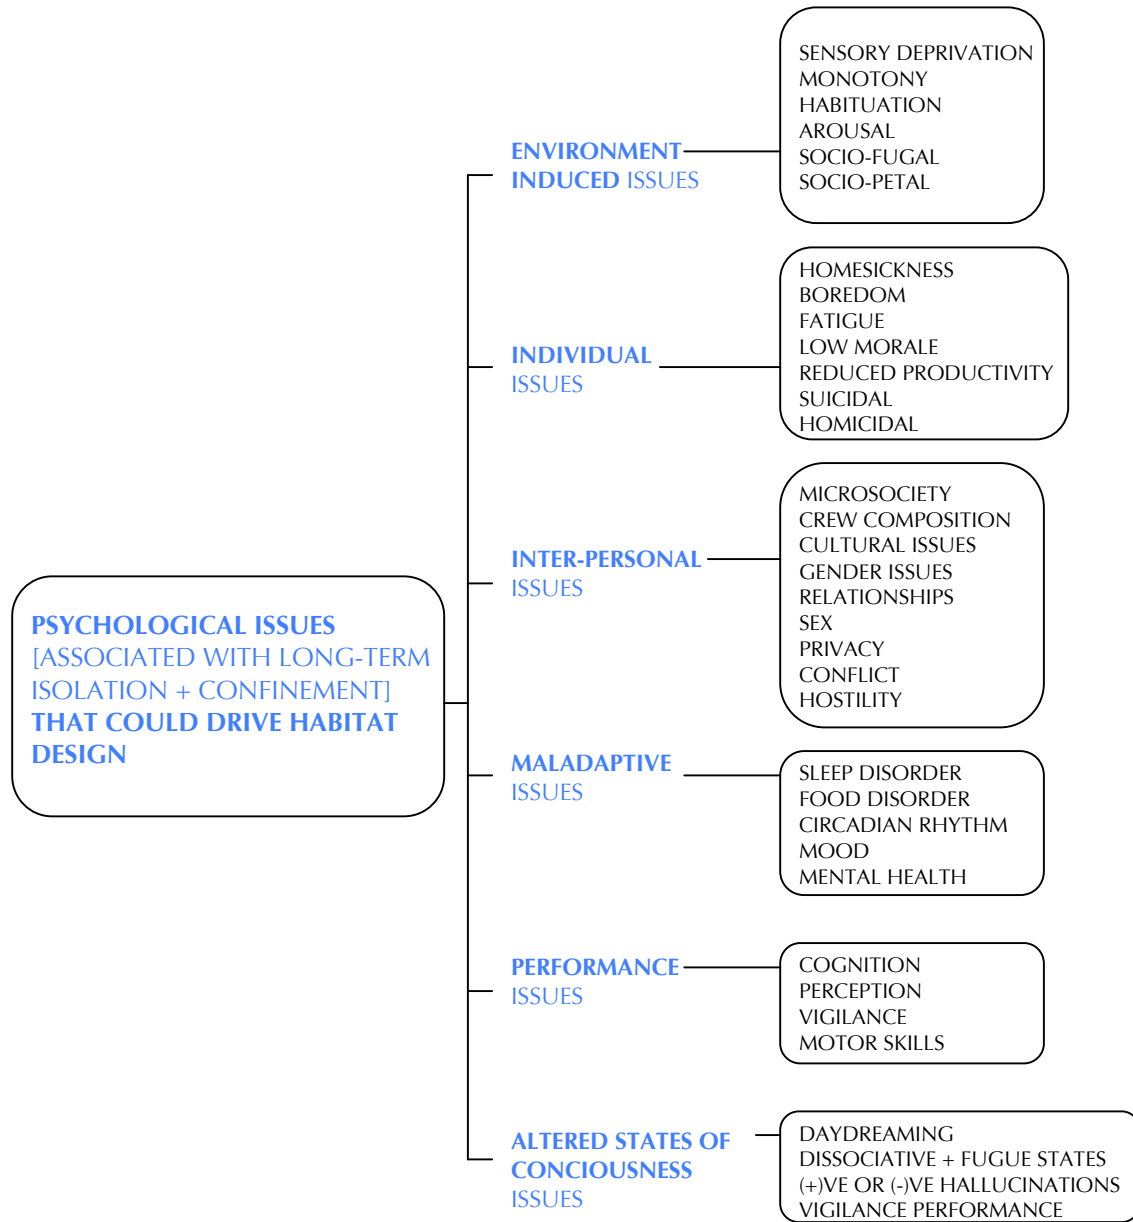 PSYCHOLOGICAL ISSUES
[ASSOCIATED WITH LONG-TERM
ISOLATION + CONFINEMENT]
THAT COULD DRIVE HABITAT
DESIGN
ENVIRONMENT
INDUCED ISSUES
SENSORY DEPRIVATION
MONOTONY
HABITUATION
AROUSAL
SOCIO-FUGAL
SOCIO-PETAL
INDIVIDUAL
ISSUES
HOMESICKNESS
BOREDOM
FATIGUE
LOW MORALE
REDUCED PRODUCTIVITY
SUICIDAL
HOMICIDAL
INTER-PERSONAL
ISSUES
MICROSOCIETY
CREW COMPOSITION
CULTURAL ISSUES
GENDER ISSUES
RELATIONSHIPS
SEX
PRIVACY
CONFLICT
HOSTILITY
MALADAPTIVE
ISSUES
SLEEP DISORDER
FOOD DISORDER
CIRCADIAN RHYTHM
MOOD
MENTAL HEALTH
PERFORMANCE
ISSUES
COGNITION
PERCEPTION
VIGILANCE
MOTOR SKILLS
ALTERED STATES OF
CONCIOUSNESS
ISSUES
DAYDREAMING
DISSOCIATIVE + FUGUE STATES
(+)VE OR (-)VE HALLUCINATIONS
VIGILANCE PERFORMANCE